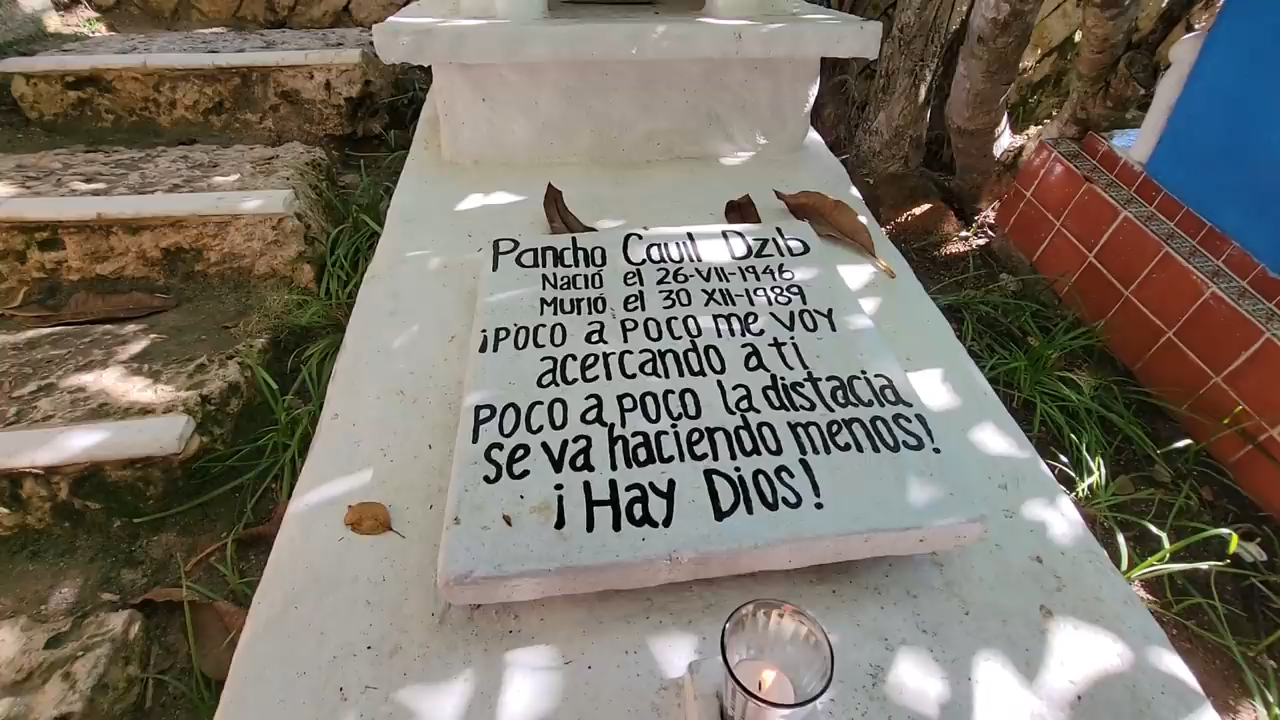 Pancho Cauil Dzib
Nació el 26-VII-1946
Murió el 30 XII-1989
¡Poco a poco me voy
acercando a ti
Poco a poco la distacia
se va haciendo menos!
¡Hay Dios!